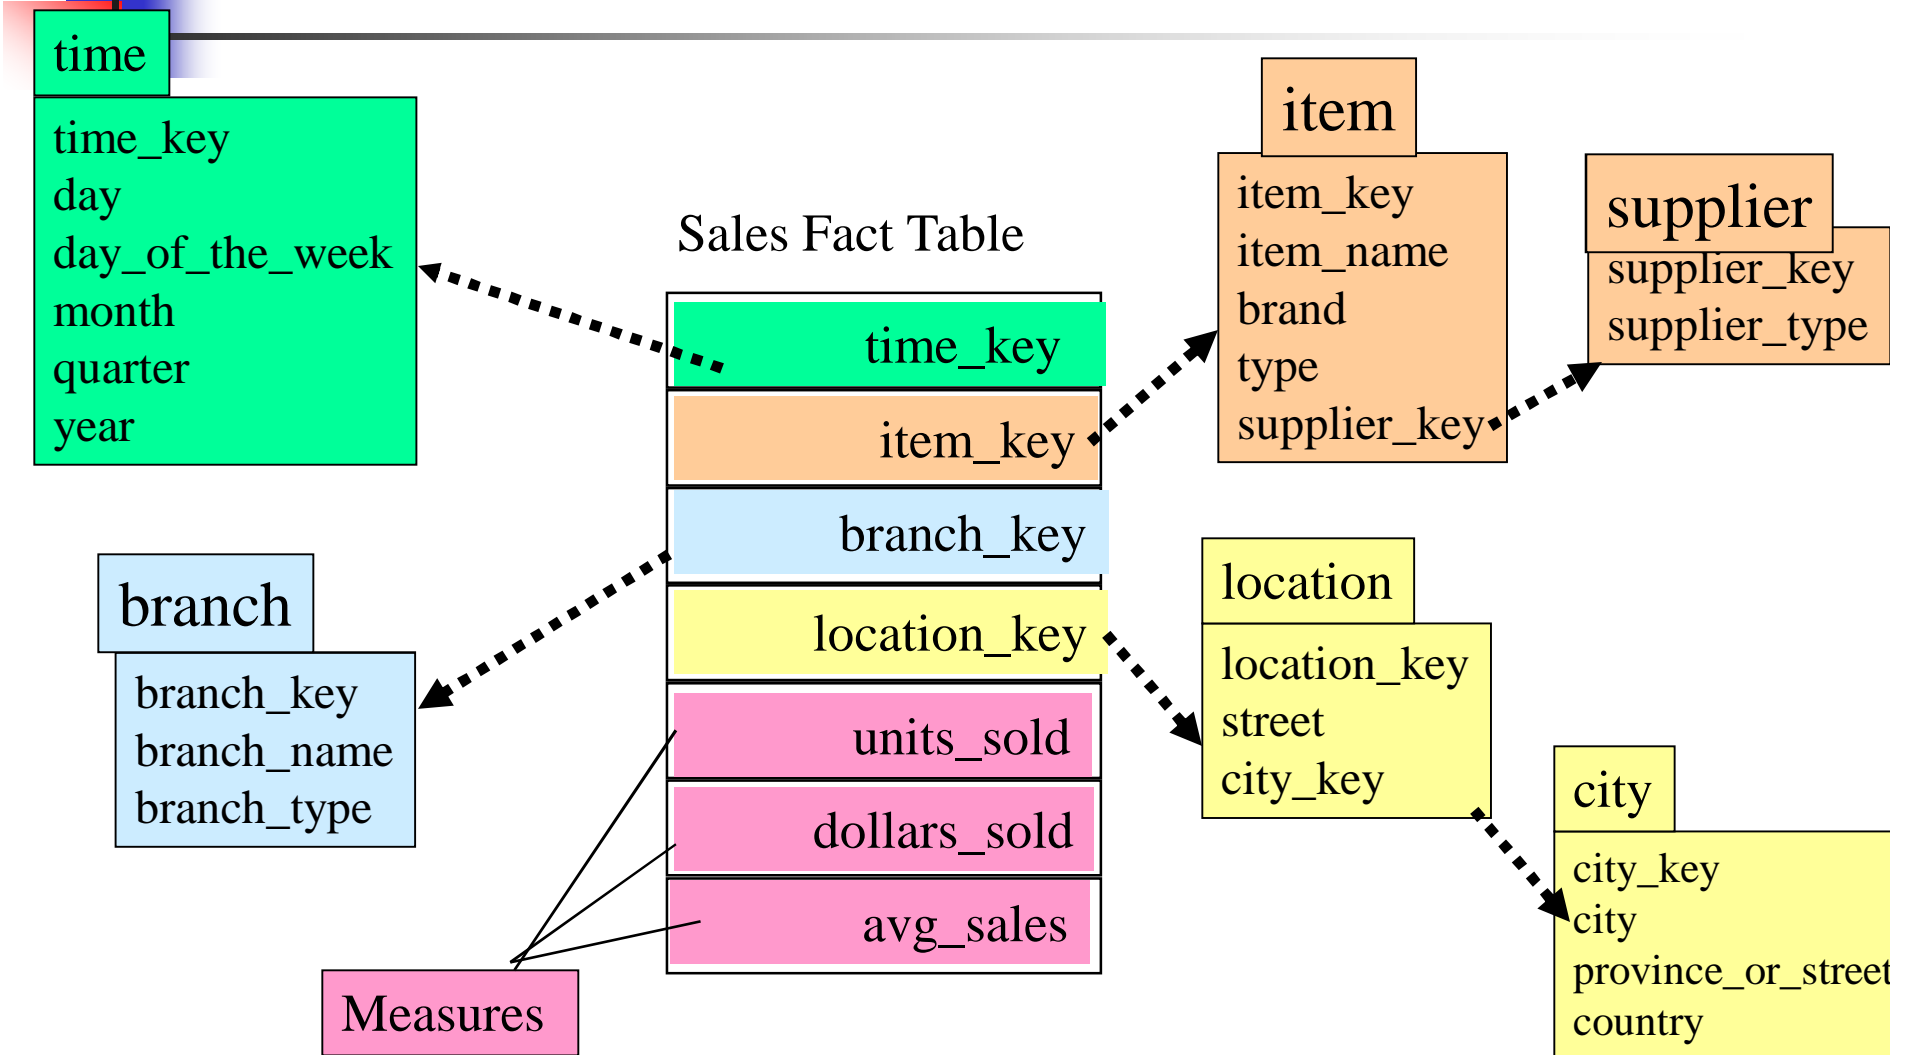 time
time_key
day
day_of_the_week
month
quarter
year
Sales Fact Table
time_key
item_key
branch_key
location_key
units_sold
dollars_sold
avg_sales
Measures
branch
branch_key
branch_name
branch_type
item
item_key
item_name
brand
type
supplier_key
supplier
supplier_key
supplier_type
location
location_key
street
city_key
city
city_key
city
province_or_street
country